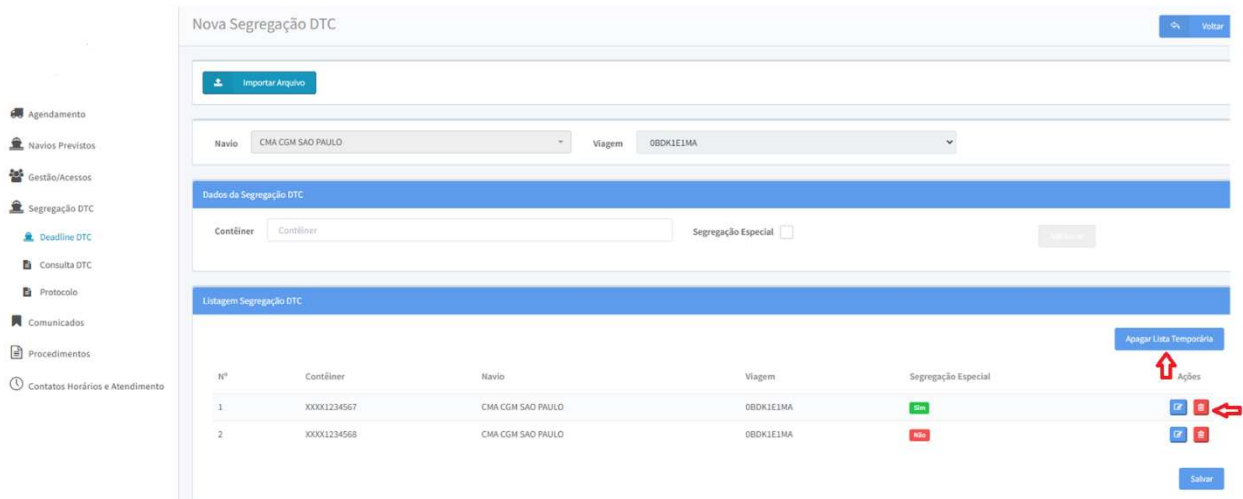 Nova Segregação DTC
Voltar
Importar Arquivo
Agendamento
Navios Previstos
Gestão/Acessos
Segregação DTC
Deadline DTC
Consulta DTC
Protocolo
Comunicados
Procedimentos
Contatos Horários e Atendimento
Navio CMA CGM SAO PAULO Viagem 0BDK1E1MA
Dados da Segregação DTC
Contêiner Contêiner Segregação Especial
Listagem Segregação DTC
Apagar Lista Temporária
Nº Contêiner Navio Viagem Segregação Especial Ações
1 XXXX1234567 CMA CGM SAO PAULO 0BDK1E1MA Sim
2 XXXX1234568 CMA CGM SAO PAULO 0BDK1E1MA Não
Salvar